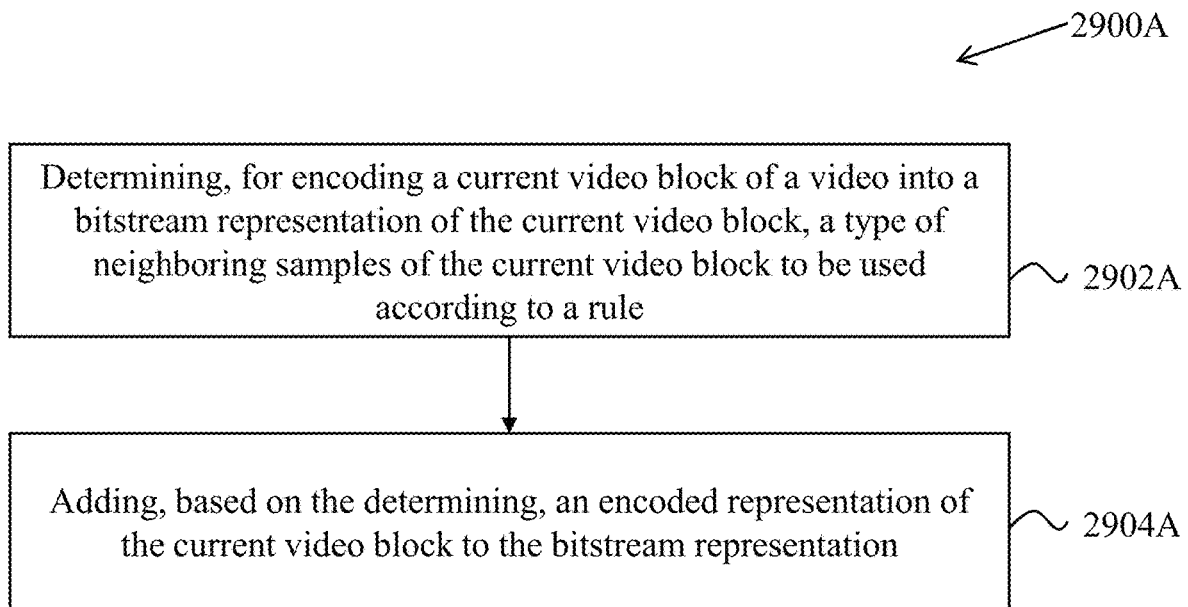 2900A
Determining, for encoding a current video block of a video into a
bitstream representation of the current video block, a type of
neighboring samples of the current video block to be used
according to a rule
2902A
Adding, based on the determining, an encoded representation of
the current video block to the bitstream representation
2904A